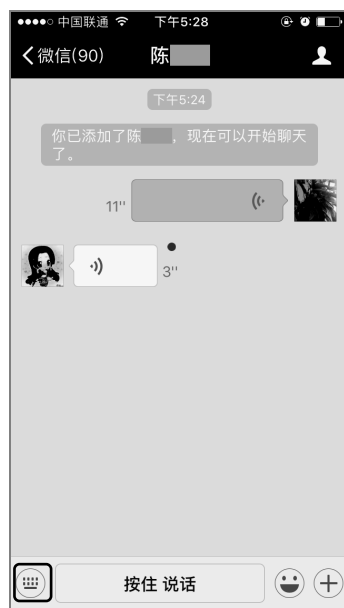 中国联通 下午5:28
微信(90) 陈
下午5:24
你已添加了陈 ，现在可以开始聊天
了。
11''
3''
按住 说话